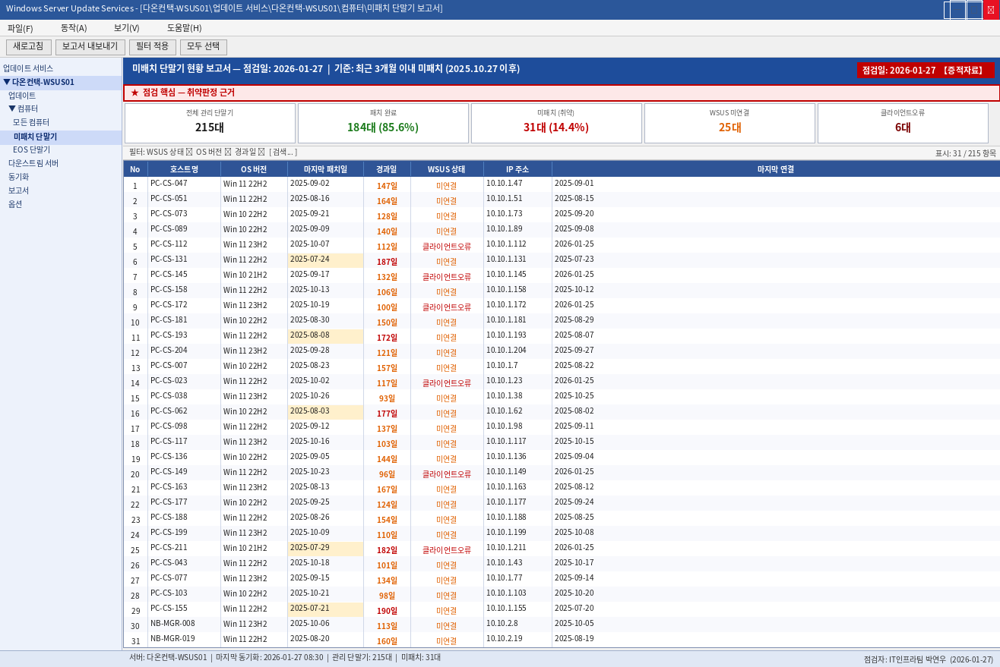 Windows Server Update Services - [다온컨택-WSUS01\업데이트 서비스\다온컨택-WSUS01\컴퓨터\미패치 단말기 보고서]
파일(F) 동작(A) 보기(V) 도움말(H)
새로고침 보고서 내보내기 필터 적용 모두 선택
업데이트 서비스
▼ 다온컨택-WSUS01
업데이트
▼ 컴퓨터
모든 컴퓨터
미패치 단말기
EOS 단말기
다운스트림 서버
동기화
보고서
옵션
미배치 단말기 현황 보고서 — 점검일: 2026-01-27 | 기준: 최근 3개월 이내 미패치 (2025.10.27 이후)
점검일: 2026-01-27 【증적자료】
★ 점검 핵심 — 취약판정 근거
전체 관리 단말기 패치 완료 미패치 (취약) WSUS 미연결 클라이언트오류
215대 184대 (85.6%) 31대 (14.4%) 25대 6대
필터: WSUS 상태 OS 버전 경과일 [ 검색... ] 표시: 31 / 215 항목
No 호스트명 OS 버전 마지막 패치일 경과일 WSUS 상태 IP 주소 마지막 연결
1 PC-CS-047 Win 11 22H2 2025-09-02 147일 미연결 10.10.1.47 2025-09-01
2 PC-CS-051 Win 11 22H2 2025-08-16 164일 미연결 10.10.1.51 2025-08-15
3 PC-CS-073 Win 10 22H2 2025-09-21 128일 미연결 10.10.1.73 2025-09-20
4 PC-CS-089 Win 10 22H2 2025-09-09 140일 미연결 10.10.1.89 2025-09-08
5 PC-CS-112 Win 11 23H2 2025-10-07 112일 클라이언트오류 10.10.1.112 2026-01-25
6 PC-CS-131 Win 11 22H2 2025-07-24 187일 미연결 10.10.1.131 2025-07-23
7 PC-CS-145 Win 10 21H2 2025-09-17 132일 클라이언트오류 10.10.1.145 2026-01-25
8 PC-CS-158 Win 11 22H2 2025-10-13 106일 미연결 10.10.1.158 2025-10-12
9 PC-CS-172 Win 11 23H2 2025-10-19 100일 클라이언트오류 10.10.1.172 2026-01-25
10 PC-CS-181 Win 10 22H2 2025-08-30 150일 미연결 10.10.1.181 2025-08-29
11 PC-CS-193 Win 11 22H2 2025-08-08 172일 미연결 10.10.1.193 2025-08-07
12 PC-CS-204 Win 11 23H2 2025-09-28 121일 미연결 10.10.1.204 2025-09-27
13 PC-CS-007 Win 10 22H2 2025-08-23 157일 미연결 10.10.1.7 2025-08-22
14 PC-CS-023 Win 11 22H2 2025-10-02 117일 클라이언트오류 10.10.1.23 2026-01-25
15 PC-CS-038 Win 11 23H2 2025-10-26 93일 미연결 10.10.1.38 2025-10-25
16 PC-CS-062 Win 10 22H2 2025-08-03 177일 미연결 10.10.1.62 2025-08-02
17 PC-CS-098 Win 11 22H2 2025-09-12 137일 미연결 10.10.1.98 2025-09-11
18 PC-CS-117 Win 11 23H2 2025-10-16 103일 미연결 10.10.1.117 2025-10-15
19 PC-CS-136 Win 10 22H2 2025-09-05 144일 미연결 10.10.1.136 2025-09-04
20 PC-CS-149 Win 11 22H2 2025-10-23 96일 클라이언트오류 10.10.1.149 2026-01-25
21 PC-CS-163 Win 11 23H2 2025-08-13 167일 미연결 10.10.1.163 2025-08-12
22 PC-CS-177 Win 10 22H2 2025-09-25 124일 미연결 10.10.1.177 2025-09-24
23 PC-CS-188 Win 11 22H2 2025-08-26 154일 미연결 10.10.1.188 2025-08-25
24 PC-CS-199 Win 11 23H2 2025-10-09 110일 미연결 10.10.1.199 2025-10-08
25 PC-CS-211 Win 10 21H2 2025-07-29 182일 클라이언트오류 10.10.1.211 2026-01-25
26 PC-CS-043 Win 11 22H2 2025-10-18 101일 미연결 10.10.1.43 2025-10-17
27 PC-CS-077 Win 11 23H2 2025-09-15 134일 미연결 10.10.1.77 2025-09-14
28 PC-CS-103 Win 10 22H2 2025-10-21 98일 미연결 10.10.1.103 2025-10-20
29 PC-CS-155 Win 11 22H2 2025-07-21 190일 미연결 10.10.1.155 2025-07-20
30 NB-MGR-008 Win 11 23H2 2025-10-06 113일 미연결 10.10.2.8 2025-10-05
31 NB-MGR-019 Win 11 22H2 2025-08-20 160일 미연결 10.10.2.19 2025-08-19
서버: 다온컨택-WSUS01 | 마지막 동기화: 2026-01-27 08:30 | 관리 단말기: 215대 | 미패치: 31대
점검자: IT인프라팀 박연우 (2026-01-27)